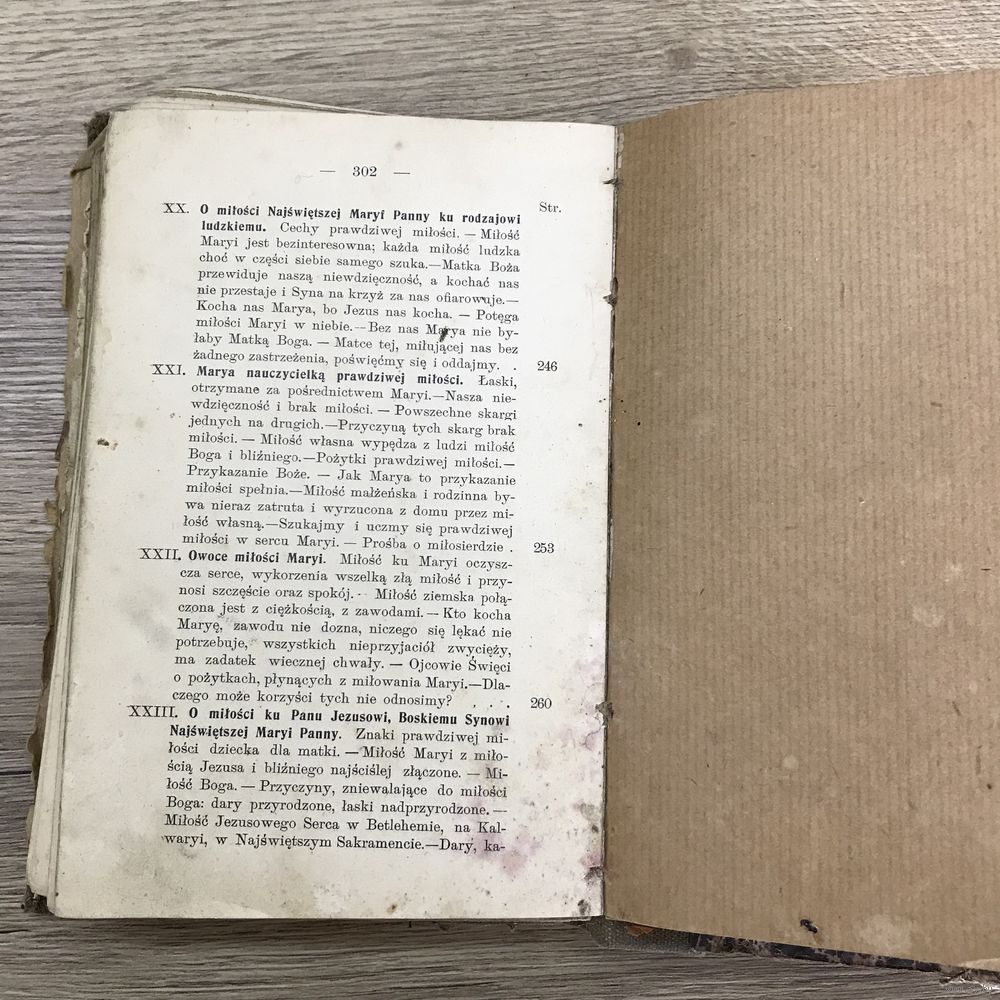 — 302 —
Str.
XX. O miłości Najświętszej Maryi Panny ku rodzajowi
ludzkiemu. Cechy prawdziwej miłości. — Miłość
Maryi jest bezinteresowna; każda miłość ludzka
choć w części siebie samego szuka.—Matka Boża
przewiduje naszą niewdzięczność, a kochać nas
nie przestaje i Syna na krzyż za nas ofiarowuje.—
Kocha nas Marya, bo Jezus nas kocha. — Potęga
miłości Maryi w niebie.—Bez nas Marya nie by-
łaby Matką Boga. — Matce tej, miłującej nas bez
żadnego zastrzeżenia, poświęćmy się i oddajmy. . 246
XXI. Marya nauczycielką prawdziwej miłości. Łaski,
otrzymane za pośrednictwem Maryi.—Nasza nie-
wdzięczność i brak miłości. — Powszechne skargi
jednych na drugich.—Przyczyną tych skarg brak
miłości. — Miłość własna wypędza z ludzi miłość
Boga i bliźniego.—Pożytki prawdziwej miłości.—
Przykazanie Boże. — Jak Marya to przykazanie
miłości spełnia.—Miłość małżeńska i rodzinna by-
wa nieraz zatruta i wyrzucona z domu przez mi-
łość własną.—Szukajmy i uczmy się prawdziwej
miłości w sercu Maryi. — Prośba o miłosierdzie . 253
XXII. Owoce miłości Maryi. Miłość ku Maryi oczysz-
cza serce, wykorzenia wszelką złą miłość i przy-
nosi szczęście oraz spokój. - Miłość ziemska połą-
czona jest z ciężkością, z zawodami. — Kto kocha
Maryę, zawodu nie dozna, niczego się lękać nie
potrzebuje, wszystkich nieprzyjaciół zwycięży,
ma zadatek wiecznej chwały. — Ojcowie Święci
o pożytkach, płynących z miłowania Maryi.—Dla-
czego może korzyści tych nie odnosimy? . . . 260
XXIII. O miłości ku Panu Jezusowi, Boskiemu Synowi
Najświętszej Maryi Panny. Znaki prawdziwej mi-
łości dziecka dla matki. — Miłość Maryi z miło-
ścią Jezusa i bliźniego najściślej złączone. — Mi-
łość Boga. — Przyczyny, zniewalające do miłości
Boga: dary przyrodzone, łaski nadprzyrodzone. —
Miłość Jezusowego Serca w Betlehemie, na Kal-
waryi, w Najświętszym Sakramencie.—Dary, ka-